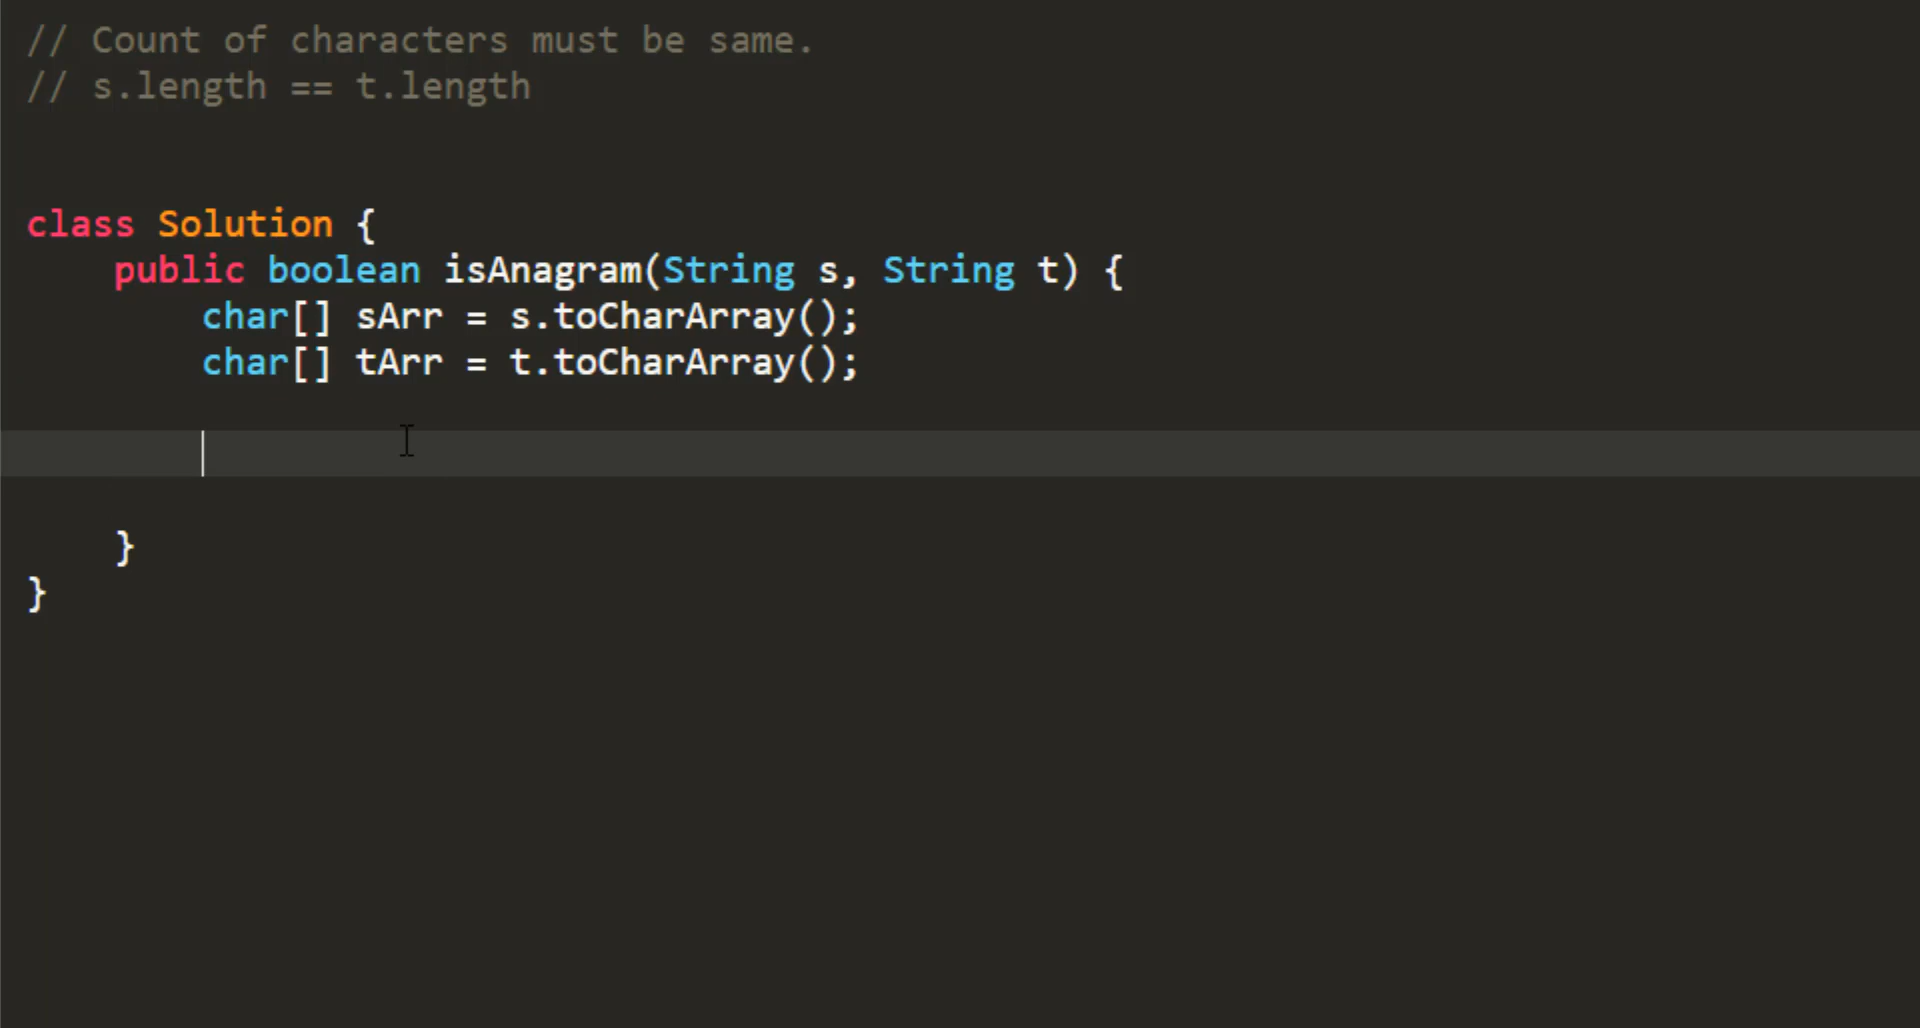 // Count of characters must be same.
// s.length == t.length
class Solution {
    public boolean isAnagram(String s, String t) {
        char[] sArr = s.toCharArray();
        char[] tArr = t.toCharArray();
    }
}